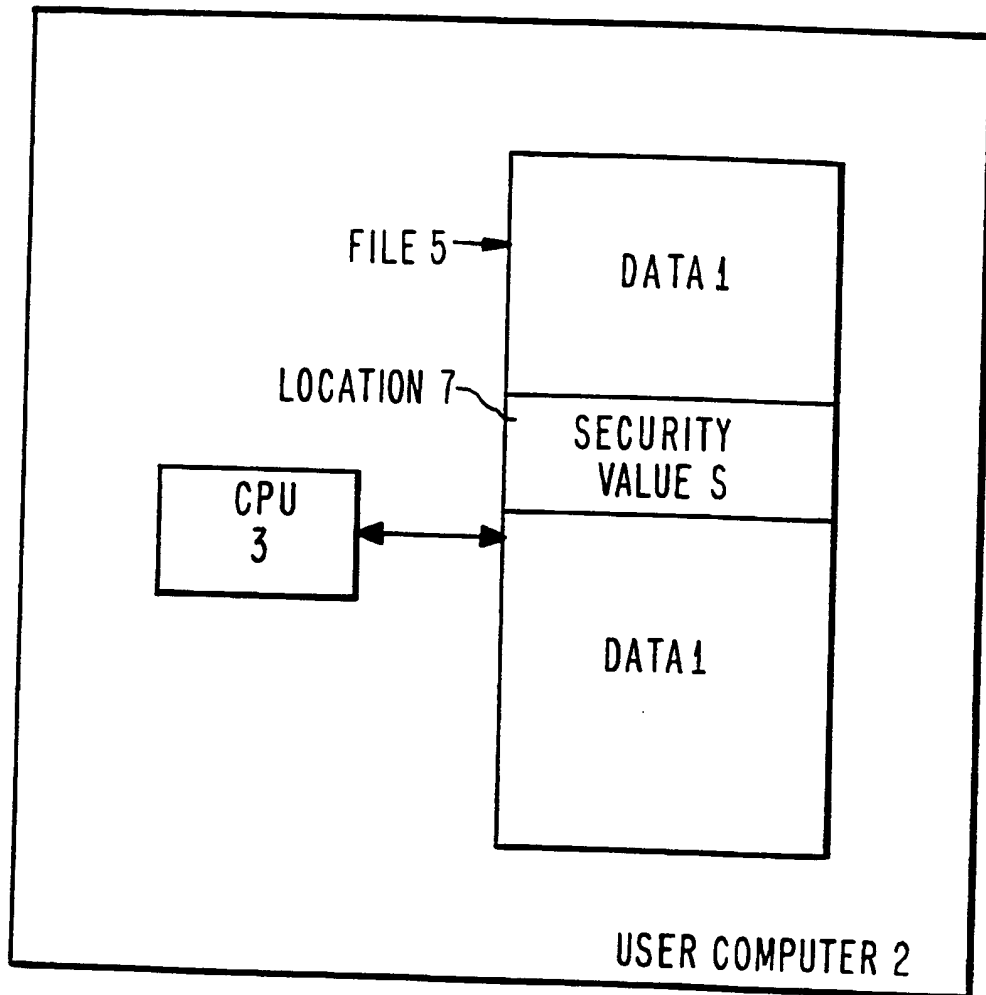 DATA 1
FILE 5
LOCATION 7
SECURITY
VALUE S
CPU
3
DATA 1
USER COMPUTER 2